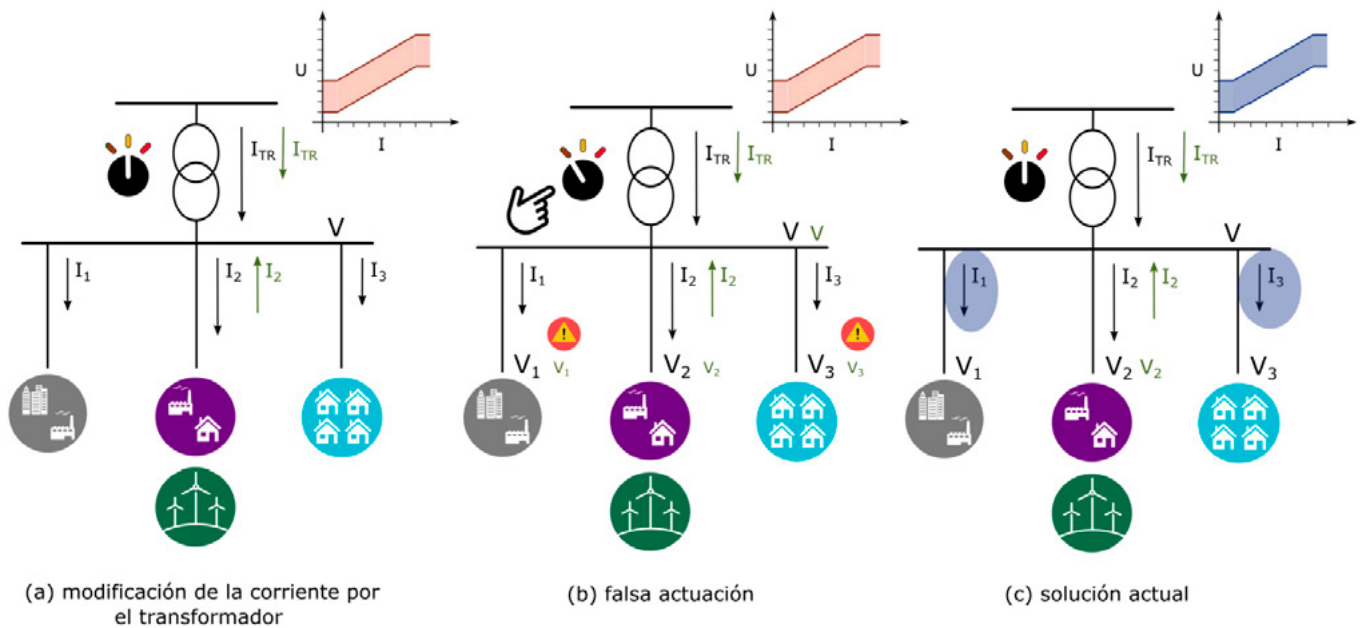 U
I
I_TR
I_TR
V
I_1
I_2
I_2
I_3
(a) modificación de la corriente por
el transformador
U
I
I_TR
I_TR
V V
I_1
I_2
I_2
I_3
V_1 V_1
V_2 V_2
V_3 V_3
(b) falsa actuación
U
I
I_TR
I_TR
V
I_1
I_2
I_2
I_3
V_1
V_2 V_2
V_3
(c) solución actual